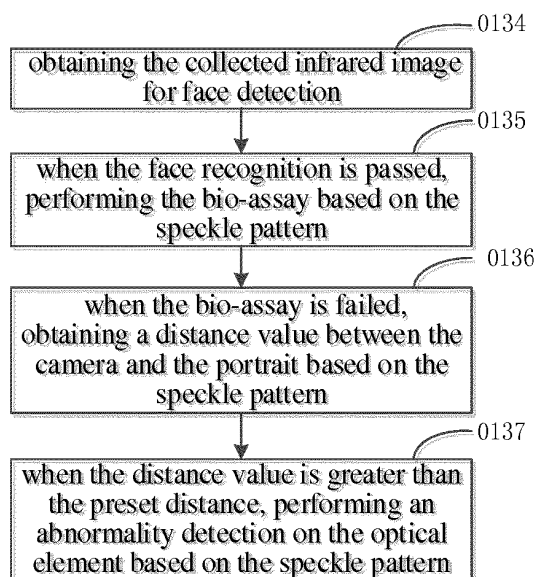 0134
obtaining the collected infrared image
for face detection
0135
when the face recognition is passed,
performing the bio-assay based on the
speckle pattern
0136
when the bio-assay is failed,
obtaining a distance value between the
camera and the portrait based on the
speckle pattern
0137
when the distance value is greater than
the preset distance, performing an
abnormality detection on the optical
element based on the speckle pattern